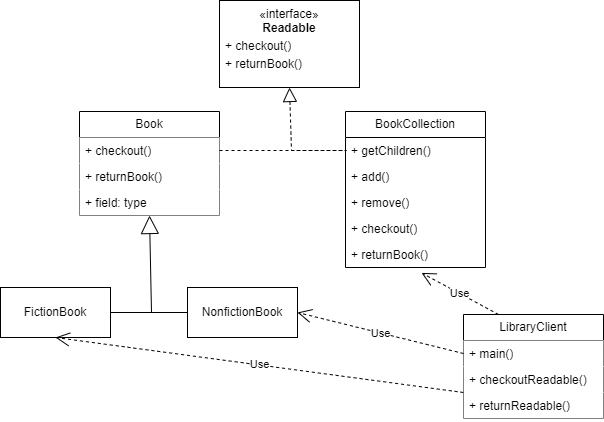 «interface»
Readable
+ checkout()
+ returnBook()
Book
+ checkout()
+ returnBook()
+ field: type
BookCollection
+ getChildren()
+ add()
+ remove()
+ checkout()
+ returnBook()
FictionBook
NonfictionBook
Use
Use
Use
LibraryClient
+ main()
+ checkoutReadable()
+ returnReadable()